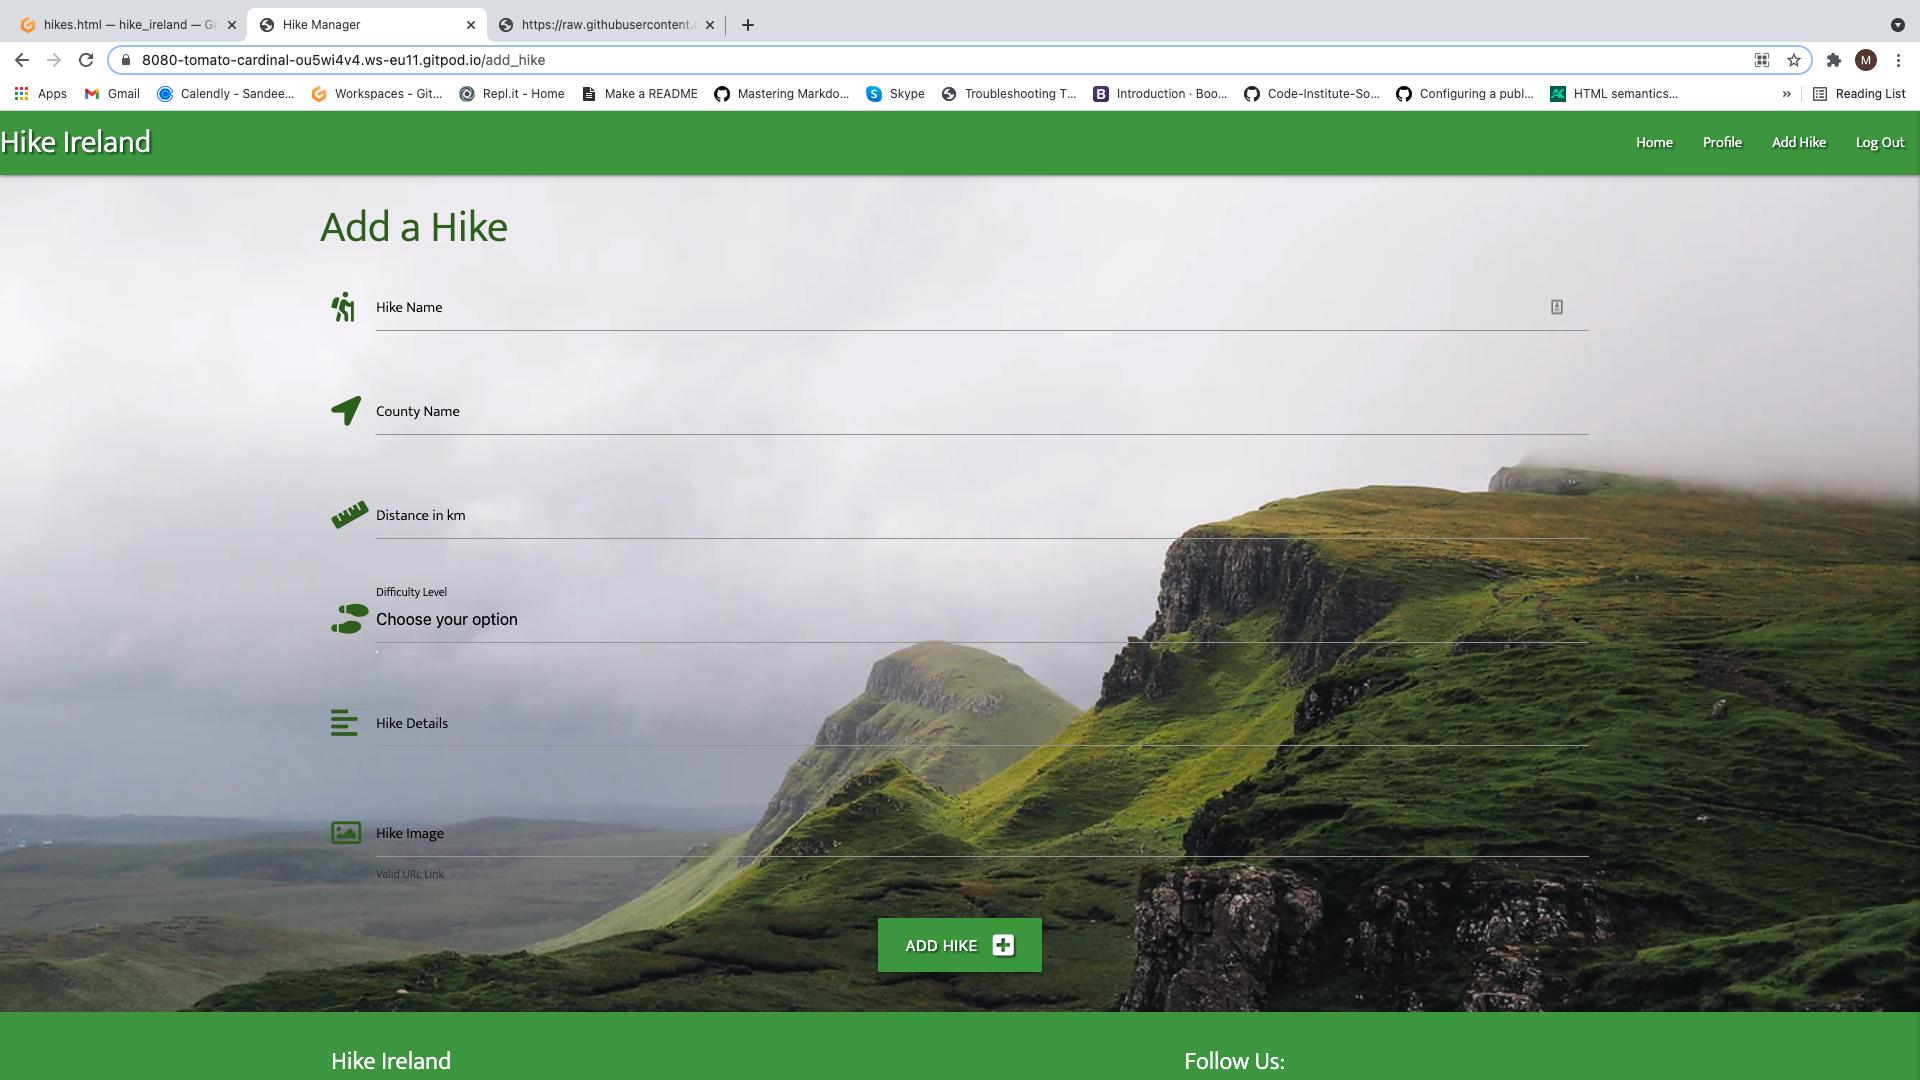 hikes.html — hike_ireland — Gi
Hike Manager
https://raw.githubusercontent.c
8080-tomato-cardinal-ou5wi4v4.ws-eu11.gitpod.io/add_hike
M
Apps
Gmail
Calendly - Sandee...
Workspaces - Git...
Repl.it - Home
Make a README
Mastering Markdo...
Skype
Troubleshooting T...
Introduction · Boo...
Code-Institute-So...
Configuring a publ...
HTML semantics...
»
Reading List
Hike Ireland
Home
Profile
Add Hike
Log Out
Add a Hike
Hike Name
County Name
Distance in km
Difficulty Level
Choose your option
Hike Details
Hike Image
Valid URL Link
ADD HIKE
Hike Ireland
Follow Us: